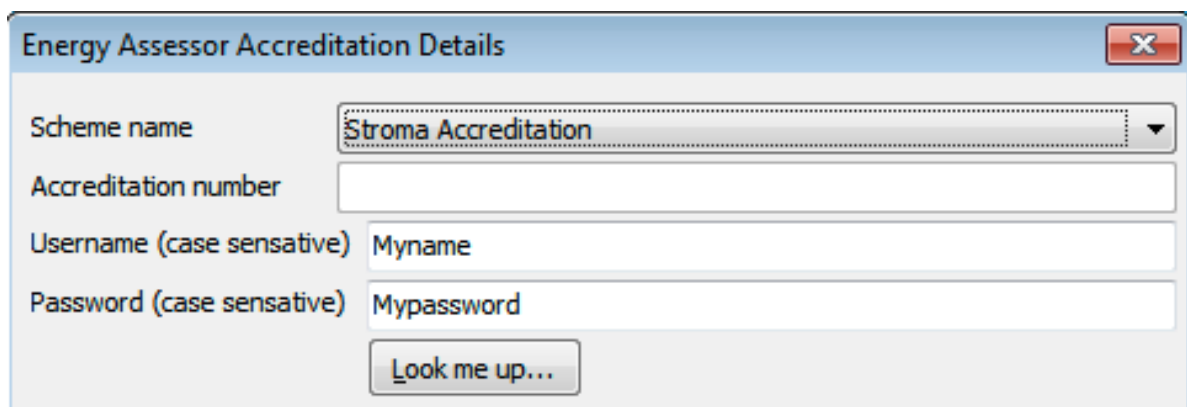 Energy Assessor Accreditation Details
Scheme name Stroma Accreditation
Accreditation number
Username (case sensative) Myname
Password (case sensative) Mypassword
Look me up...